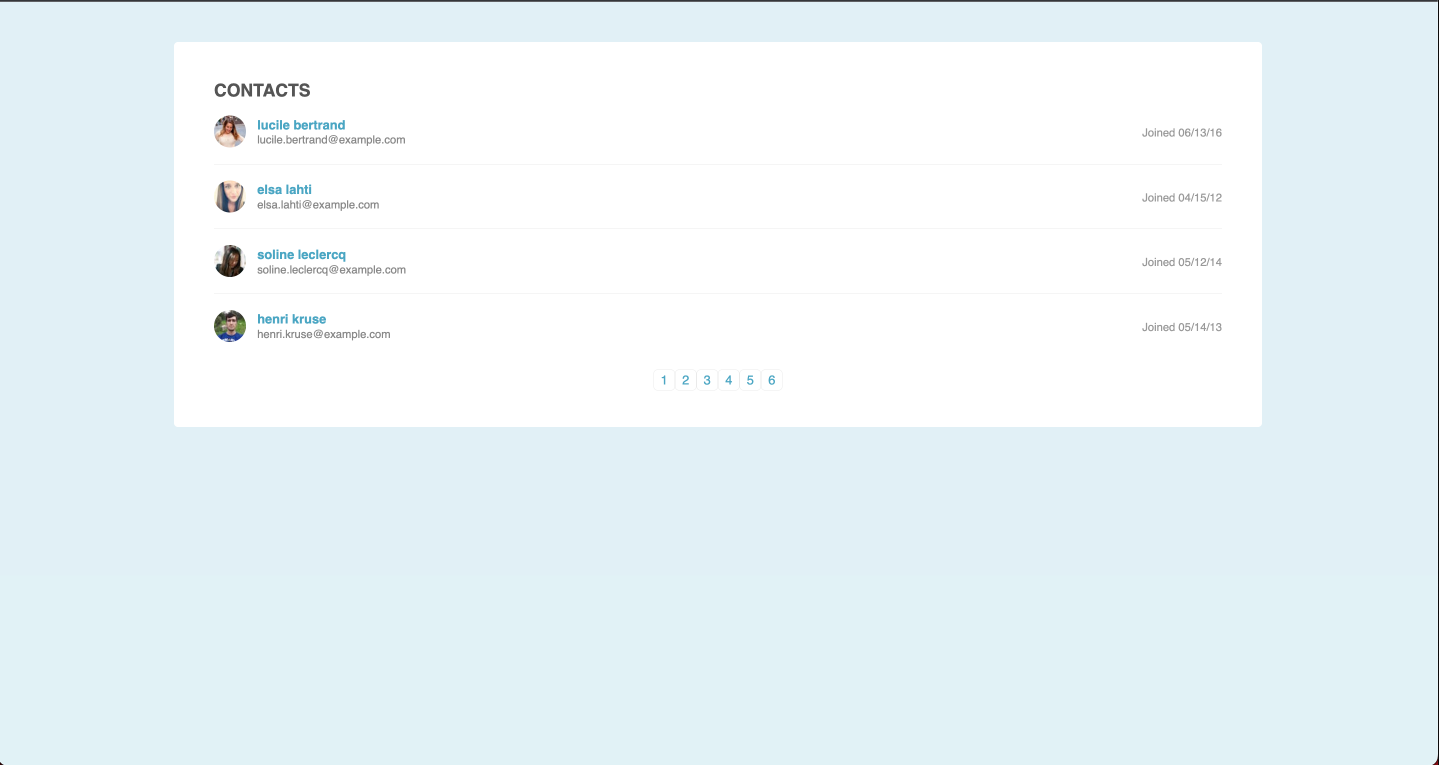 CONTACTS
lucile bertrand
lucile.bertrand@example.com
Joined 06/13/16
elsa lahti
elsa.lahti@example.com
Joined 04/15/12
soline leclercq
soline.leclercq@example.com
Joined 05/12/14
henri kruse
henri.kruse@example.com
Joined 05/14/13
1 2 3 4 5 6